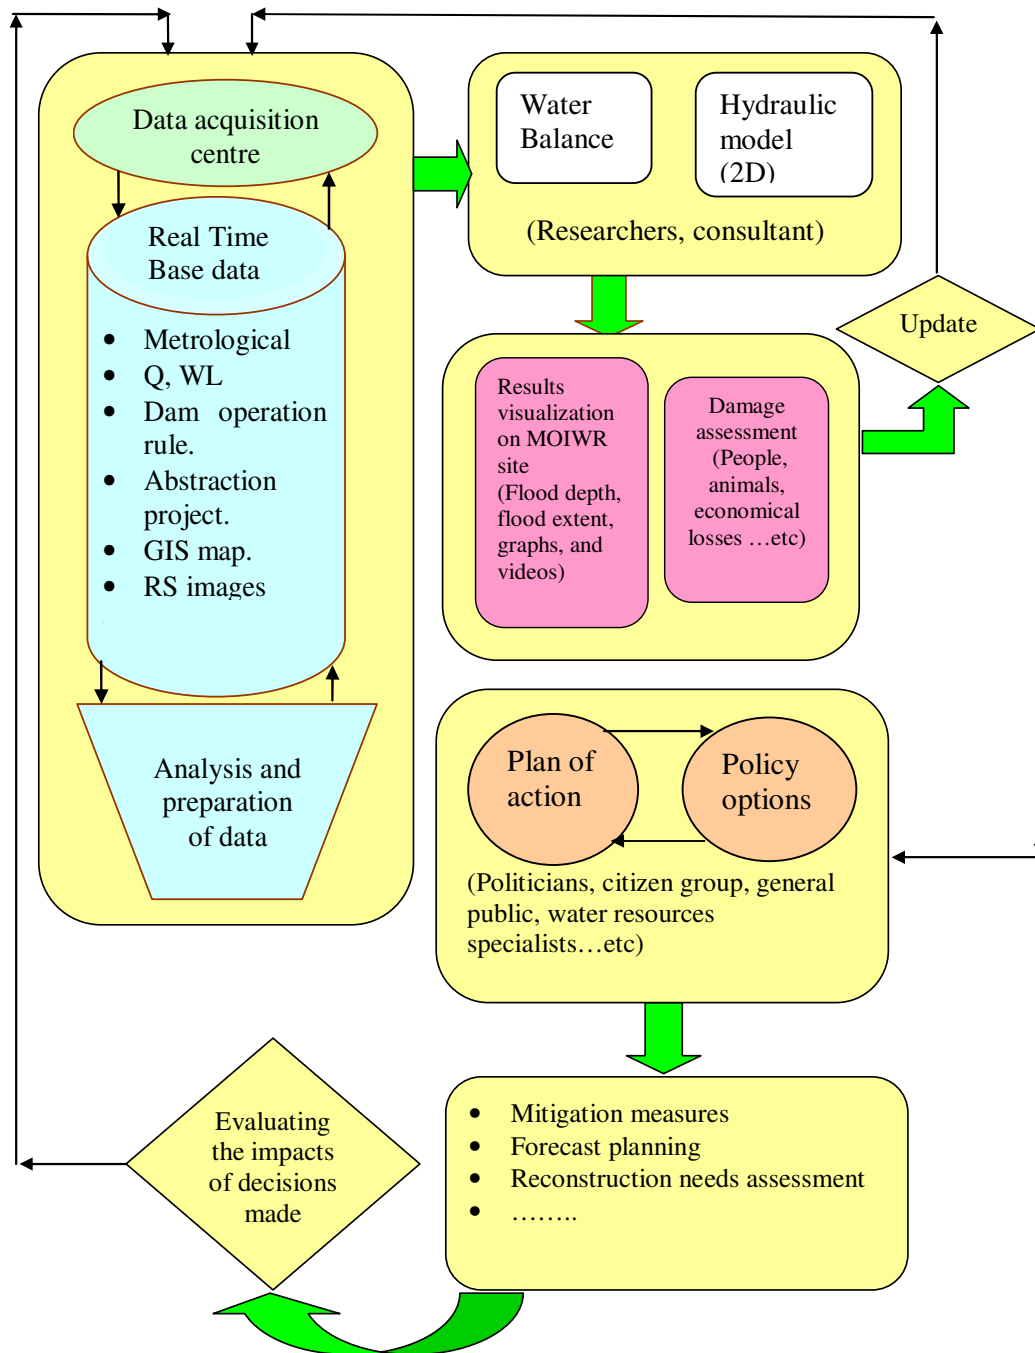 Data acquisition
centre
Real Time
Base data
• Metrological
• Q, WL
• Dam operation
rule.
• Abstraction
project.
• GIS map.
• RS images
Analysis and
preparation
of data
Water
Balance
Hydraulic
model
(2D)
(Researchers, consultant)
Results
visualization
on MOIWR
site
(Flood depth,
flood extent,
graphs, and
videos)
Damage
assessment
(People,
animals,
economical
losses …etc)
Update
Plan of
action
Policy
options
(Politicians, citizen group, general
public, water resources
specialists…etc)
• Mitigation measures
• Forecast planning
• Reconstruction needs assessment
• ……..
Evaluating
the impacts
of decisions
made